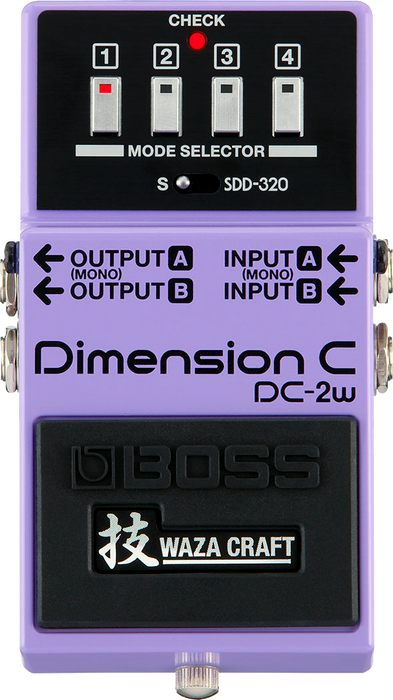 CHECK
1 2 3 4
MODE SELECTOR
S SDD-320
OUTPUT A INPUT A
(MONO) (MONO)
OUTPUT B INPUT B
Dimension C
DC-2w
BOSS
技 WAZA CRAFT